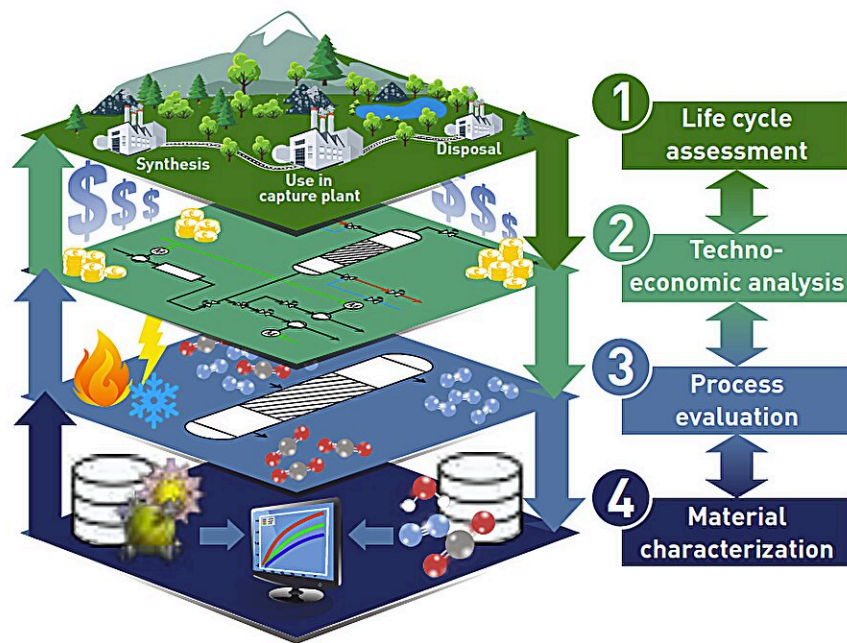 Synthesis
Use in
capture plant
Disposal
1
Life cycle
assessment
2
Techno-
economic analysis
3
Process
evaluation
4
Material
characterization